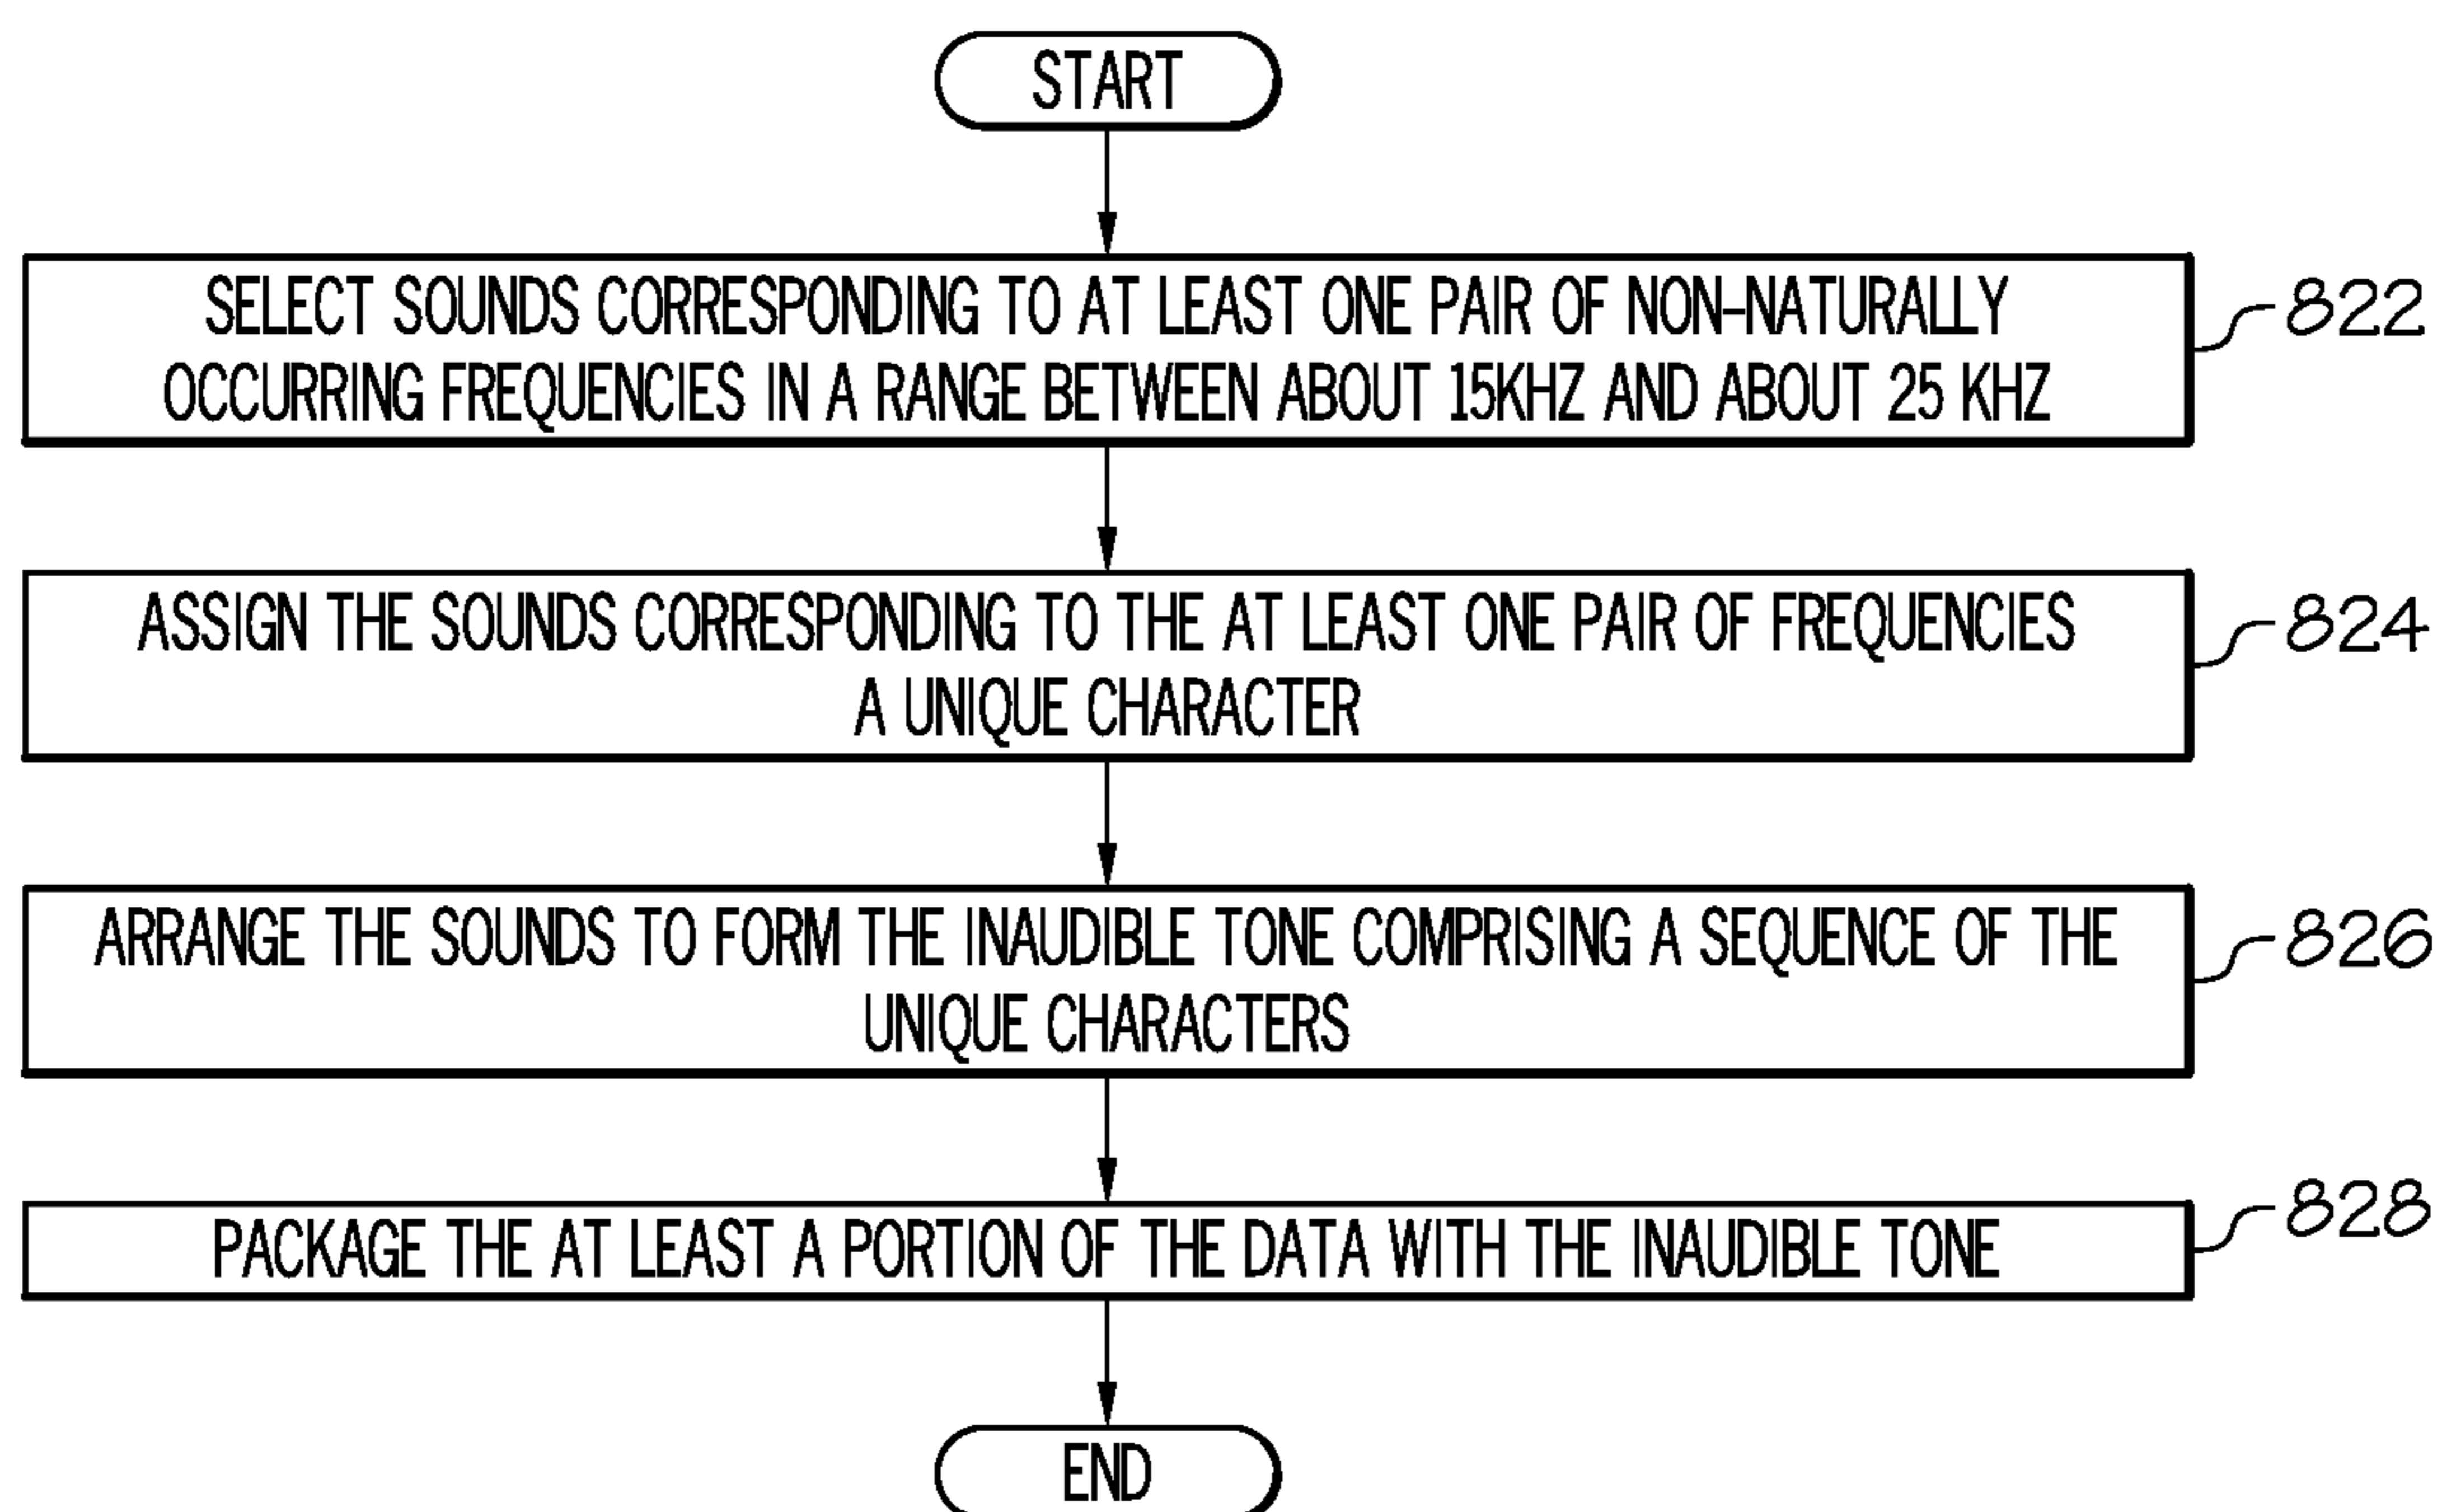 START
SELECT SOUNDS CORRESPONDING TO AT LEAST ONE PAIR OF NON-NATURALLY
OCCURRING FREQUENCIES IN A RANGE BETWEEN ABOUT 15KHZ AND ABOUT 25 KHZ
822
ASSIGN THE SOUNDS CORRESPONDING TO THE AT LEAST ONE PAIR OF FREQUENCIES
A UNIQUE CHARACTER
824
ARRANGE THE SOUNDS TO FORM THE INAUDIBLE TONE COMPRISING A SEQUENCE OF THE
UNIQUE CHARACTERS
826
PACKAGE THE AT LEAST A PORTION OF THE DATA WITH THE INAUDIBLE TONE
828
END